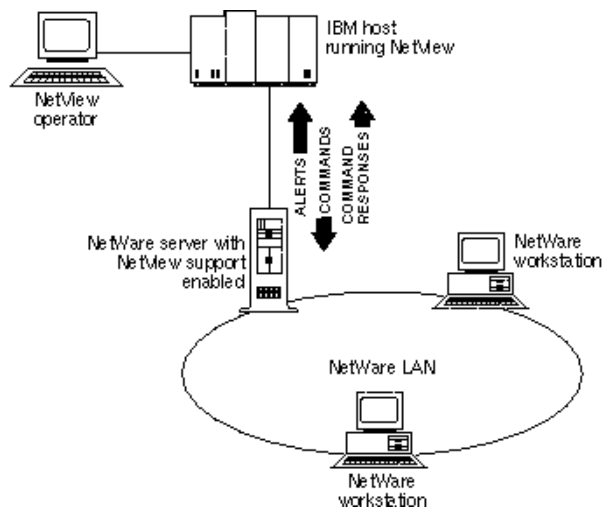 IBM host
running NetView
NetView
operator
ALERTS
COMMANDS
COMMAND
RESPONSES
NetWare server with
NetView support
enabled
NetWare
workstation
NetWare LAN
NetWare
workstation